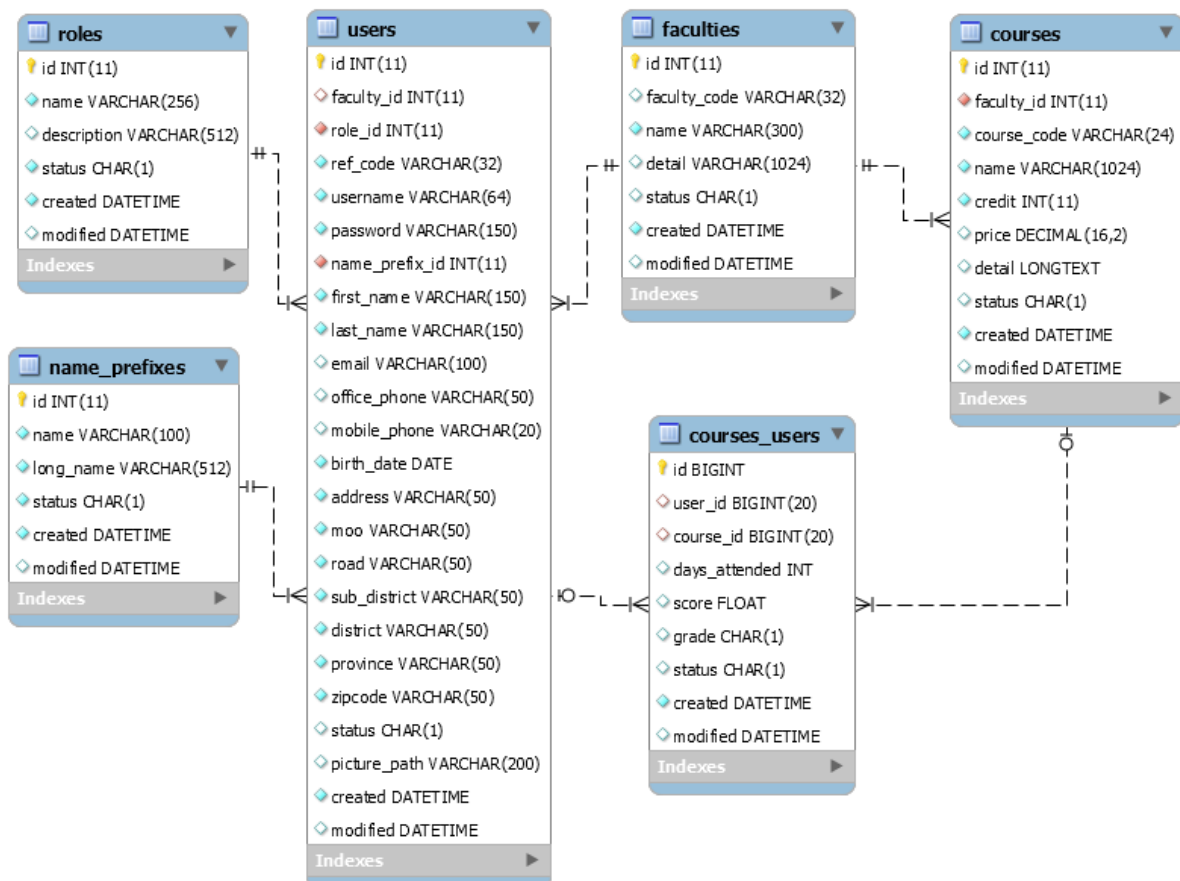 roles
id INT(11)
name VARCHAR(256)
description VARCHAR(512)
status CHAR(1)
created DATETIME
modified DATETIME
Indexes
name_prefixes
id INT(11)
name VARCHAR(100)
long_name VARCHAR(512)
status CHAR(1)
created DATETIME
modified DATETIME
Indexes
users
id INT(11)
faculty_id INT(11)
role_id INT(11)
ref_code VARCHAR(32)
username VARCHAR(64)
password VARCHAR(150)
name_prefix_id INT(11)
first_name VARCHAR(150)
last_name VARCHAR(150)
email VARCHAR(100)
office_phone VARCHAR(50)
mobile_phone VARCHAR(20)
birth_date DATE
address VARCHAR(50)
moo VARCHAR(50)
road VARCHAR(50)
sub_district VARCHAR(50)
district VARCHAR(50)
province VARCHAR(50)
zipcode VARCHAR(50)
status CHAR(1)
picture_path VARCHAR(200)
created DATETIME
modified DATETIME
Indexes
faculties
id INT(11)
faculty_code VARCHAR(32)
name VARCHAR(300)
detail VARCHAR(1024)
status CHAR(1)
created DATETIME
modified DATETIME
Indexes
courses_users
id BIGINT
user_id BIGINT(20)
course_id BIGINT(20)
days_attended INT
score FLOAT
grade CHAR(1)
status CHAR(1)
created DATETIME
modified DATETIME
Indexes
courses
id INT(11)
faculty_id INT(11)
course_code VARCHAR(24)
name VARCHAR(1024)
credit INT(11)
price DECIMAL(16,2)
detail LONGTEXT
status CHAR(1)
created DATETIME
modified DATETIME
Indexes